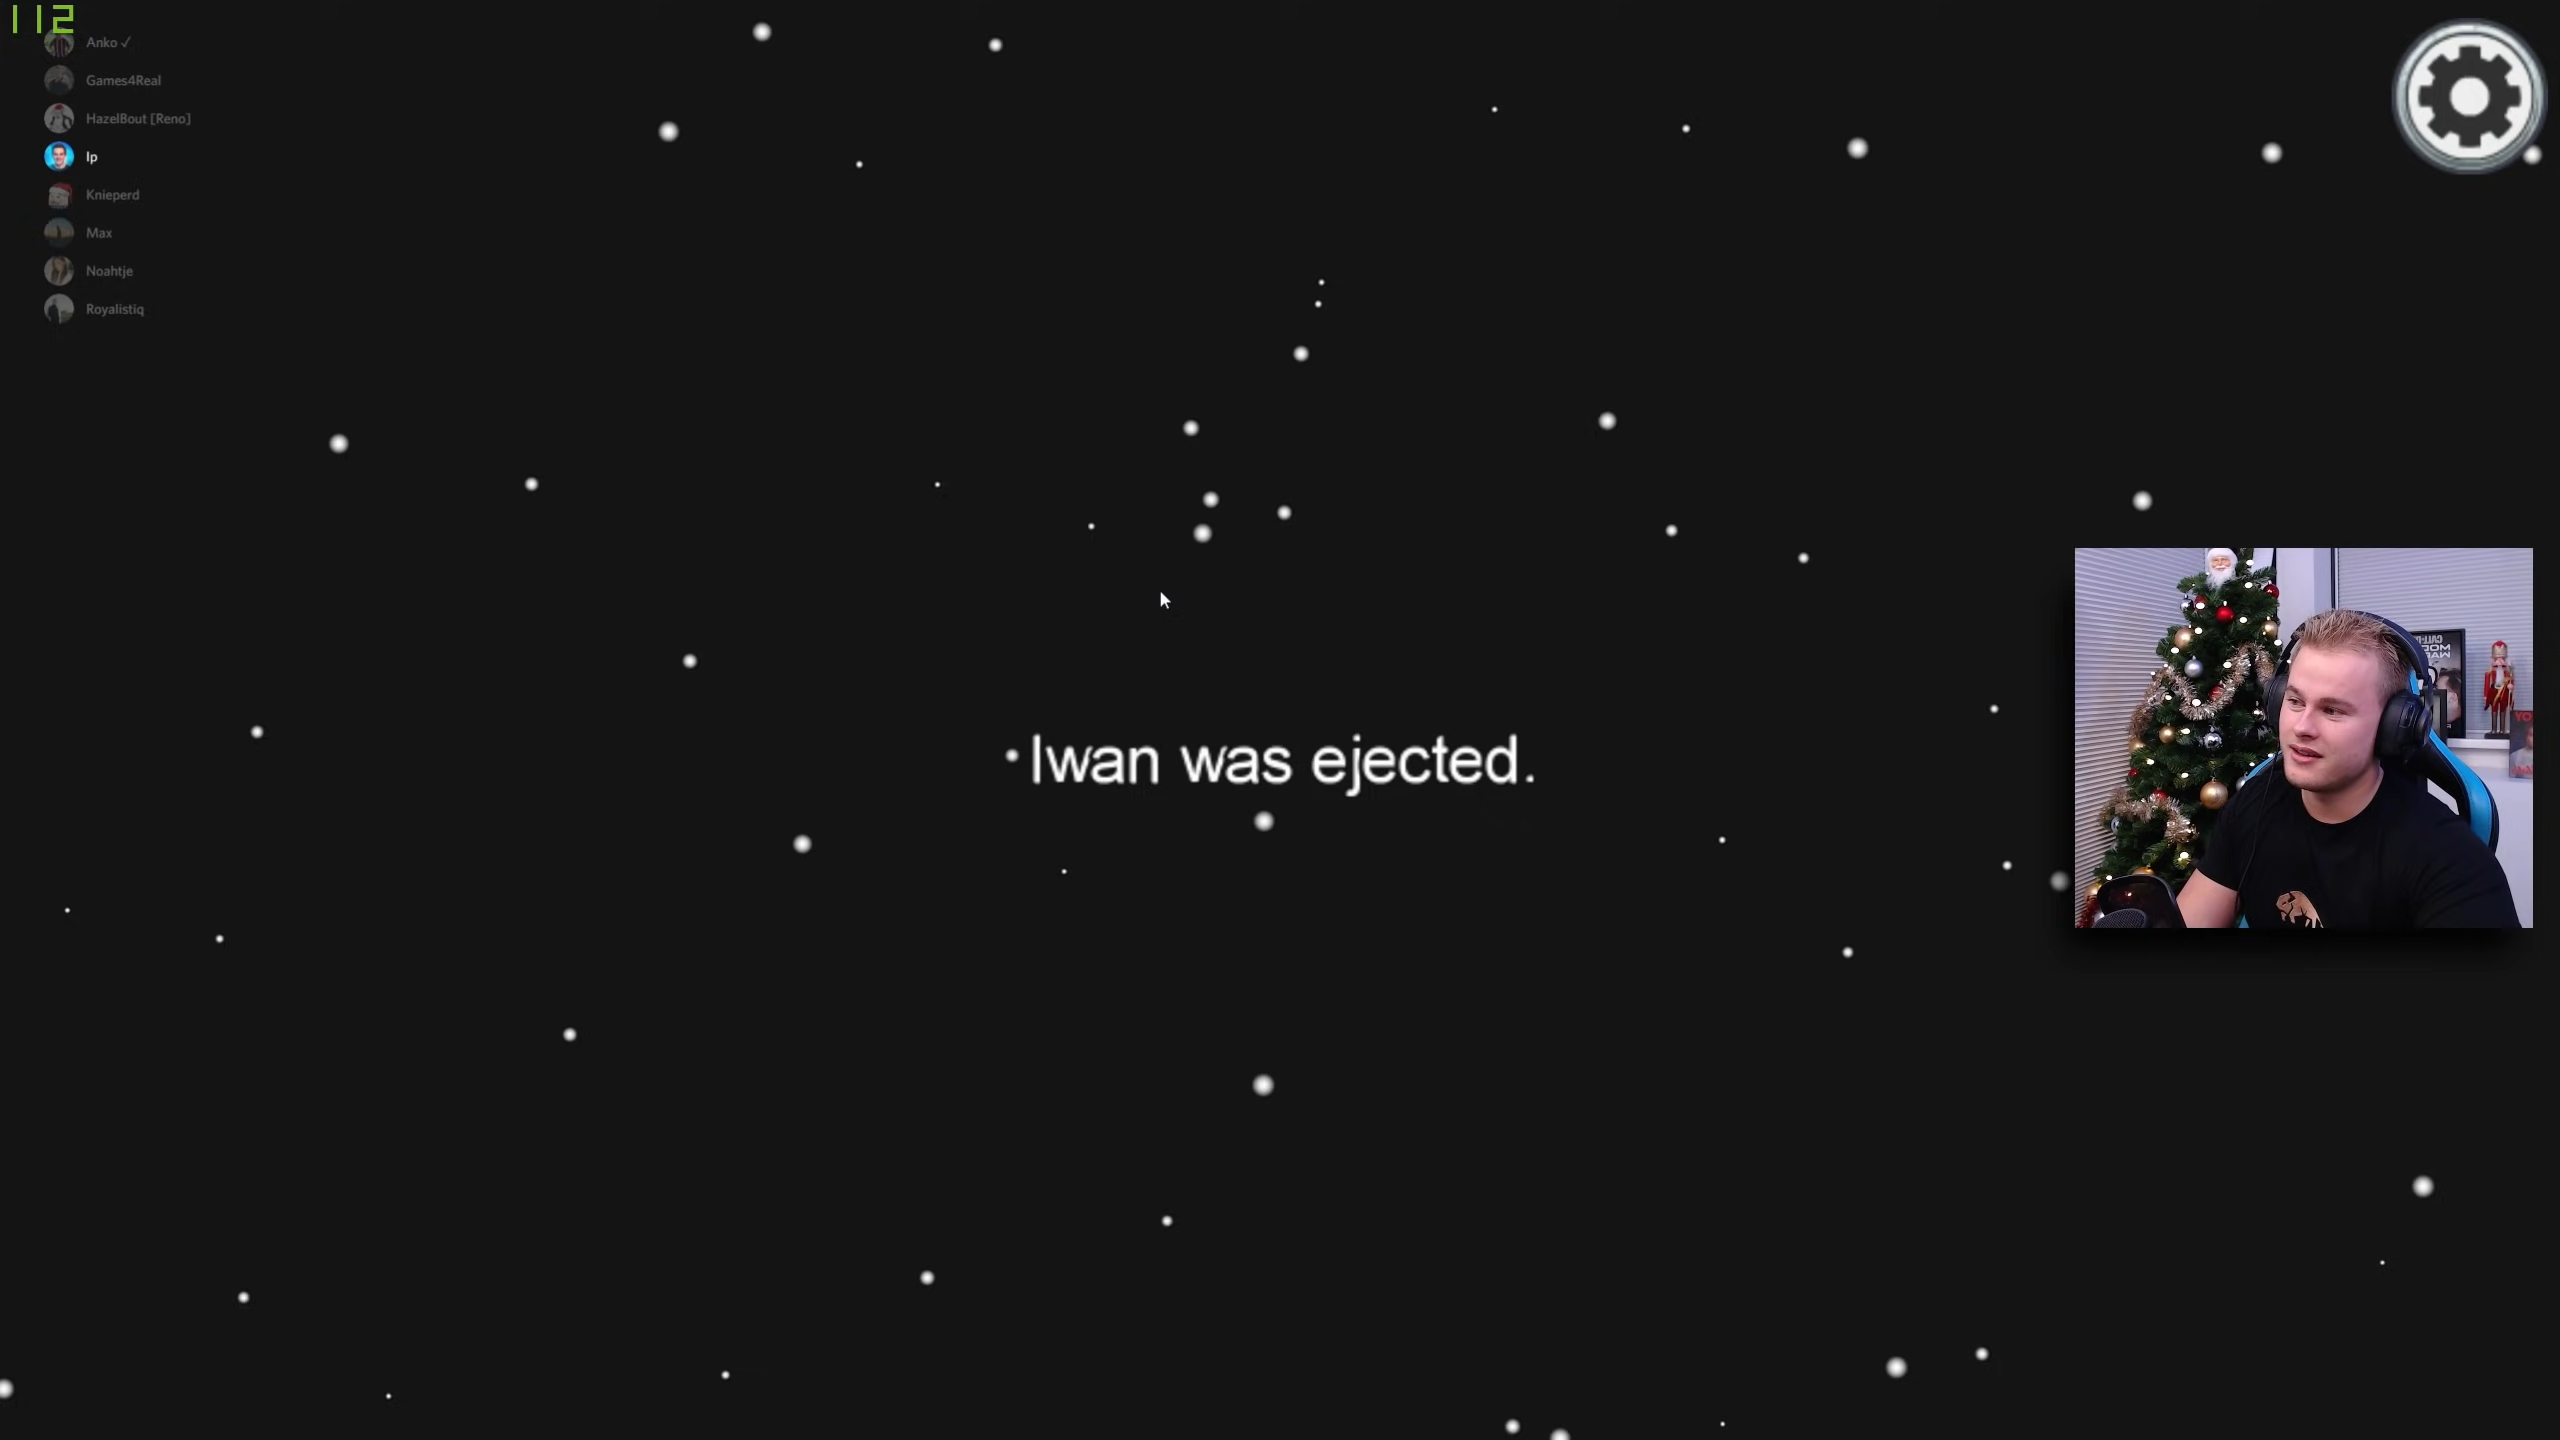 112
Anko ✓
Games4Real
HazelBout [Reno]
Ip
Knieperd
Max
Noahtje
Royalistiq
Iwan was ejected.